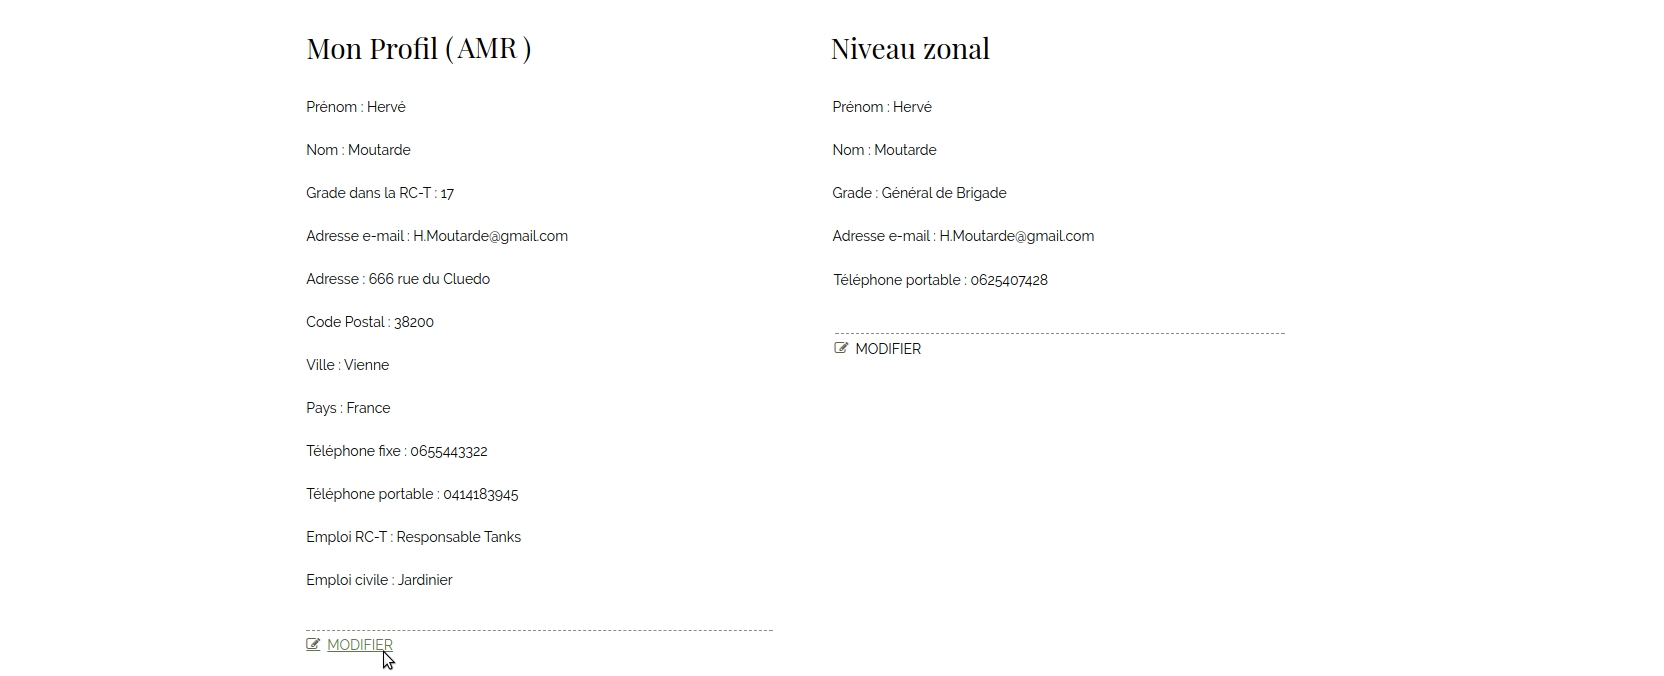 Mon Profil ( AMR )
Prénom : Hervé
Nom : Moutarde
Grade dans la RC-T : 17
Adresse e-mail : H.Moutarde@gmail.com
Adresse : 666 rue du Cluedo
Code Postal : 38200
Ville : Vienne
Pays : France
Téléphone fixe : 0655443322
Téléphone portable : 0414183945
Emploi RC-T : Responsable Tanks
Emploi civile : Jardinier
MODIFIER
Niveau zonal
Prénom : Hervé
Nom : Moutarde
Grade : Général de Brigade
Adresse e-mail : H.Moutarde@gmail.com
Téléphone portable : 0625407428
MODIFIER